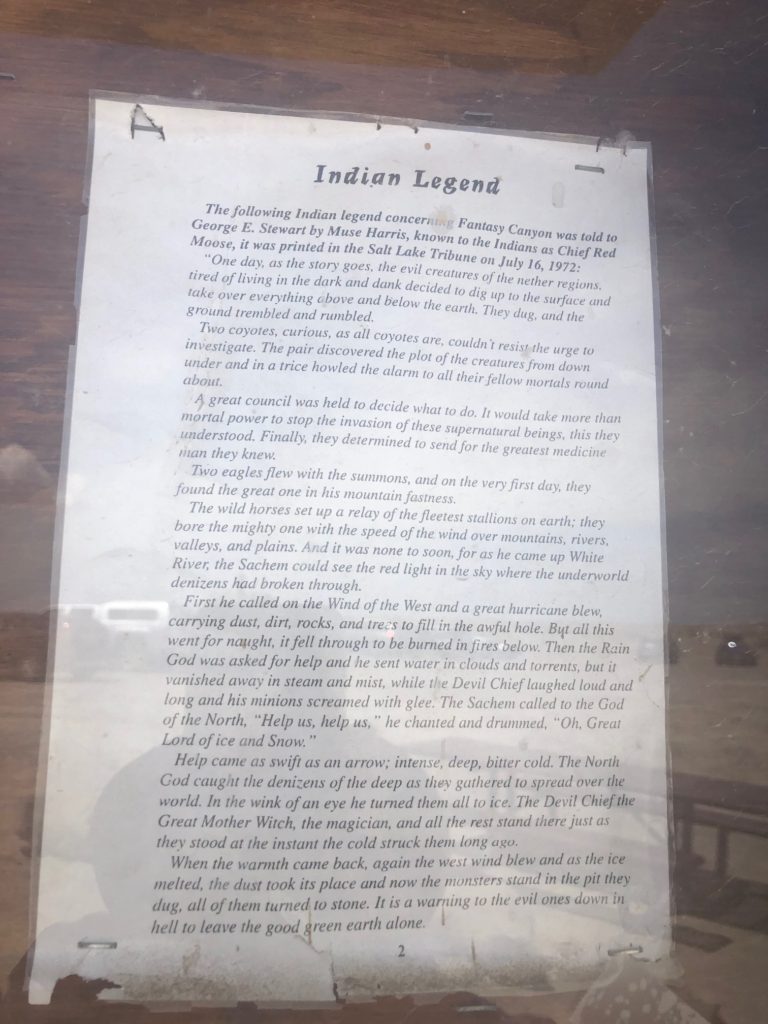 Indian Legend
The following Indian legend concerning Fantasy Canyon was told to
George E. Stewart by Muse Harris, known to the Indians as Chief Red
Moose, it was printed in the Salt Lake Tribune on July 16, 1972:
"One day, as the story goes, the evil creatures of the nether regions,
tired of living in the dark and dank decided to dig up to the surface and
take over everything above and below the earth. They dug, and the
ground trembled and rumbled.
Two coyotes, curious, as all coyotes are, couldn't resist the urge to
investigate. The pair discovered the plot of the creatures from down
under and in a trice howled the alarm to all their fellow mortals round
about.
A great council was held to decide what to do. It would take more than
mortal power to stop the invasion of these supernatural beings, this they
understood. Finally, they determined to send for the greatest medicine
man they knew.
Two eagles flew with the summons, and on the very first day, they
found the great one in his mountain fastness.
The wild horses set up a relay of the fleetest stallions on earth; they
bore the mighty one with the speed of the wind over mountains, rivers,
valleys, and plains. And it was none to soon, for as he came up White
River, the Sachem could see the red light in the sky where the underworld
denizens had broken through.
First he called on the Wind of the West and a great hurricane blew,
carrying dust, dirt, rocks, and trees to fill in the awful hole. But all this
went for naught, it fell through to be burned in fires below. Then the Rain
God was asked for help and he sent water in clouds and torrents, but it
vanished away in steam and mist, while the Devil Chief laughed loud and
long and his minions screamed with glee. The Sachem called to the God
of the North, "Help us, help us," he chanted and drummed, "Oh, Great
Lord of ice and Snow."
Help came as swift as an arrow; intense, deep, bitter cold. The North
God caught the denizens of the deep as they gathered to spread over the
world. In the wink of an eye he turned them all to ice. The Devil Chief the
Great Mother Witch, the magician, and all the rest stand there just as
they stood at the instant the cold struck them long ago.
When the warmth came back, again the west wind blew and as the ice
melted, the dust took its place and now the monsters stand in the pit they
dug, all of them turned to stone. It is a warning to the evil ones down in
hell to leave the good green earth alone.
2